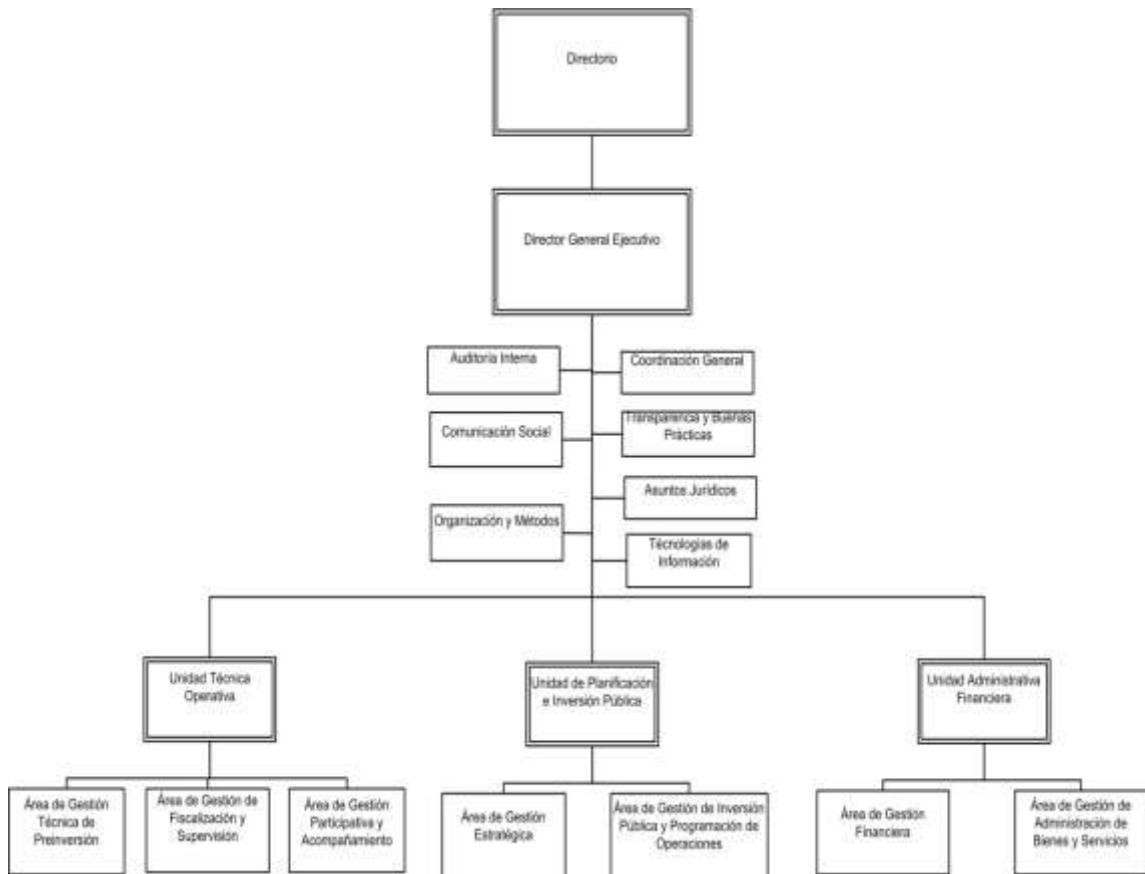 Directorio
Director General Ejecutivo
Auditoría Interna
Coordinación General
Comunicación Social
Transparencia y Buenas
Prácticas
Asuntos Jurídicos
Organización y Métodos
Técnologías de
Información
Unidad Técnica
Operativa
Unidad de Planificación
e Inversión Pública
Unidad Administrativa
Financiera
Área de Gestión
Técnica de
Preinversión
Área de Gestión de
Fiscalización y
Supervisión
Área de Gestión
Participativa y
Acompañamiento
Área de Gestión
Estratégica
Área de Gestión de Inversión
Pública y Programación de
Operaciones
Área de Gestión
Financiera
Área de Gestión de
Administración de
Bienes y Servicios